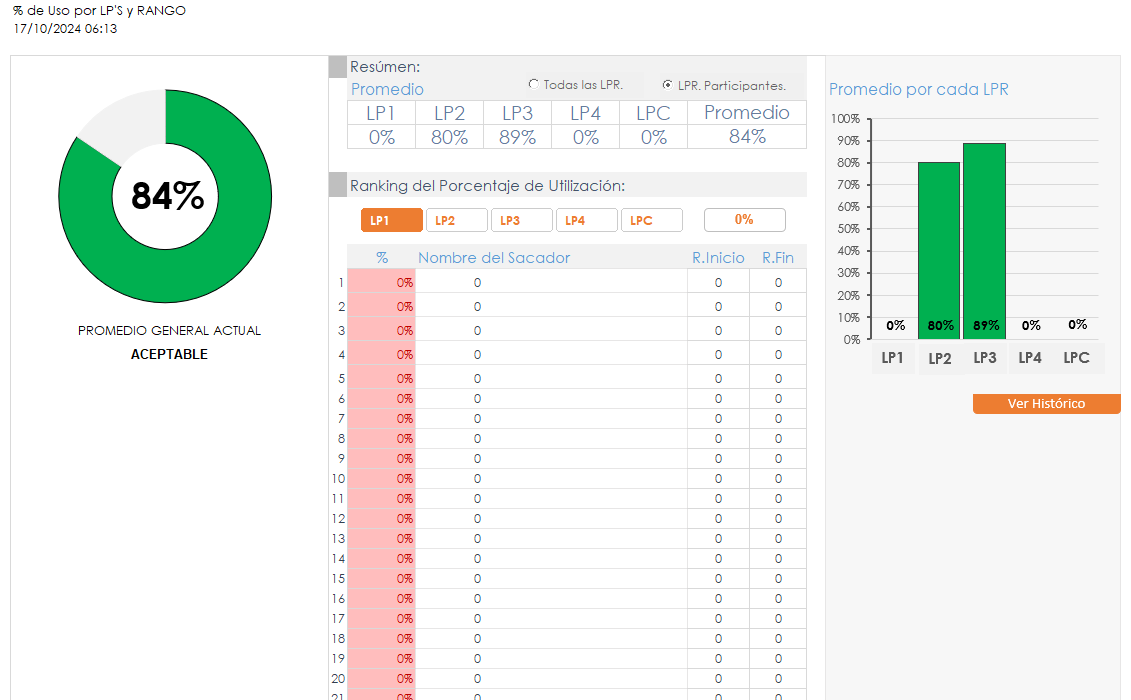 % de Uso por LP'S y RANGO
17/10/2024 06:13
84%
PROMEDIO GENERAL ACTUAL
ACEPTABLE
Resúmen:
Promedio
Todas las LPR.
LPR. Participantes.
LP1 LP2 LP3 LP4 LPC Promedio
0% 80% 89% 0% 0% 84%
Ranking del Porcentaje de Utilización:
LP1 LP2 LP3 LP4 LPC 0%
% Nombre del Sacador R.Inicio R.Fin
1 0% 0 0 0
2 0% 0 0 0
3 0% 0 0 0
4 0% 0 0 0
5 0% 0 0 0
6 0% 0 0 0
7 0% 0 0 0
8 0% 0 0 0
9 0% 0 0 0
10 0% 0 0 0
11 0% 0 0 0
12 0% 0 0 0
13 0% 0 0 0
14 0% 0 0 0
15 0% 0 0 0
16 0% 0 0 0
17 0% 0 0 0
18 0% 0 0 0
19 0% 0 0 0
20 0% 0 0 0
21 0% 0 0 0
Promedio por cada LPR
100%
90%
80%
70%
60%
50%
40%
30%
20%
10%
0%
0% 80% 89% 0% 0%
LP1 LP2 LP3 LP4 LPC
Ver Histórico